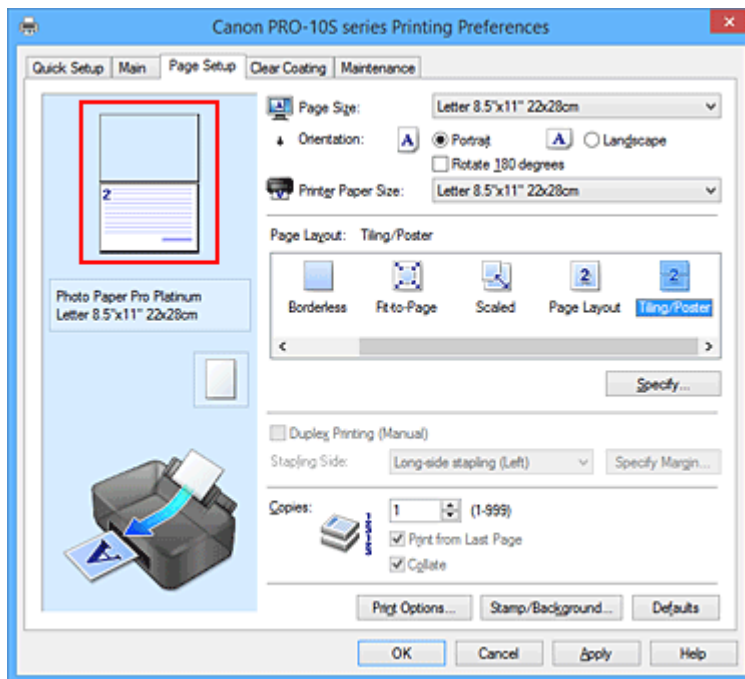 Canon PRO-10S series Printing Preferences
Quick Setup Main Page Setup Clear Coating Maintenance
2
Photo Paper Pro Platinum
Letter 8.5"x11" 22x28cm
Page Size: Letter 8.5"x11" 22x28cm
Orientation: A Portrait A Landscape
Rotate 180 degrees
Printer Paper Size: Letter 8.5"x11" 22x28cm
Page Layout: Tiling/Poster
2 2
Borderless Fit-to-Page Scaled Page Layout Tiling/Poster
Specify...
Duplex Printing (Manual)
Stapling Side: Long-side stapling (Left) Specify Margin...
Copies: 1 (1-999)
Print from Last Page
Collate
A
Print Options... Stamp/Background... Defaults
OK Cancel Apply Help